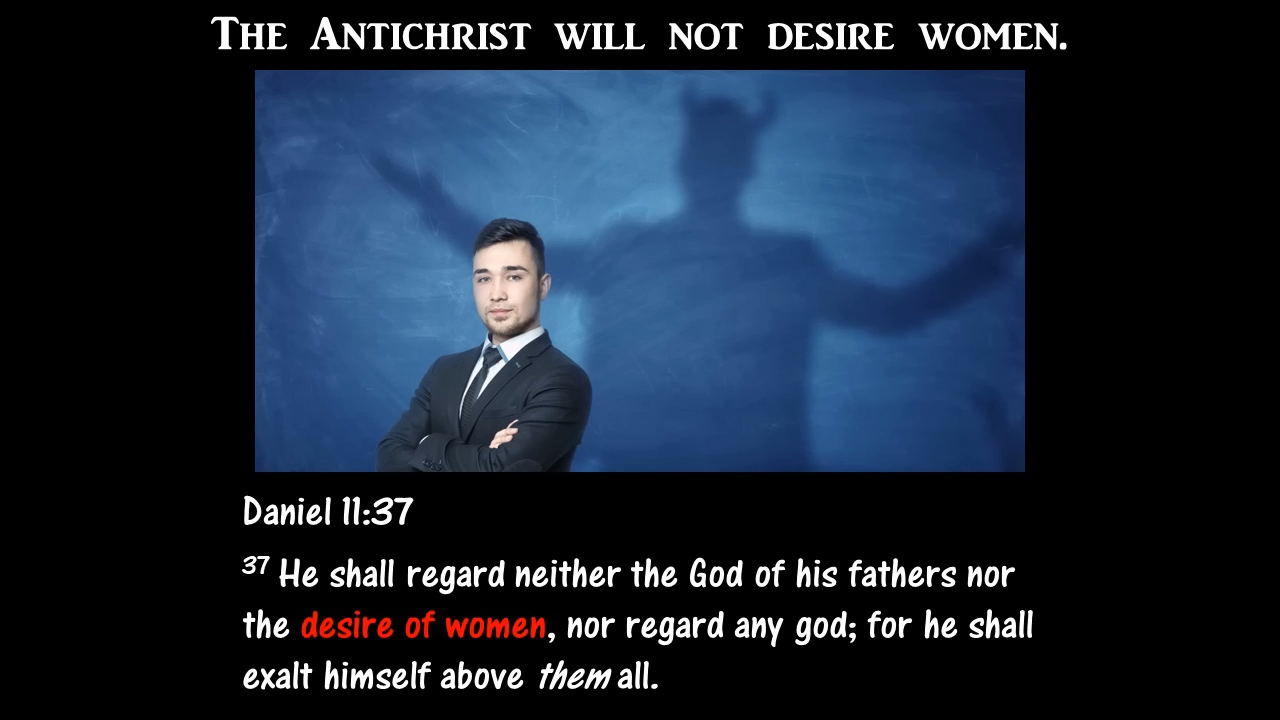 The Antichrist will not desire women.
Daniel 11:37
37 He shall regard neither the God of his fathers nor
the desire of women, nor regard any god; for he shall
exalt himself above them all.